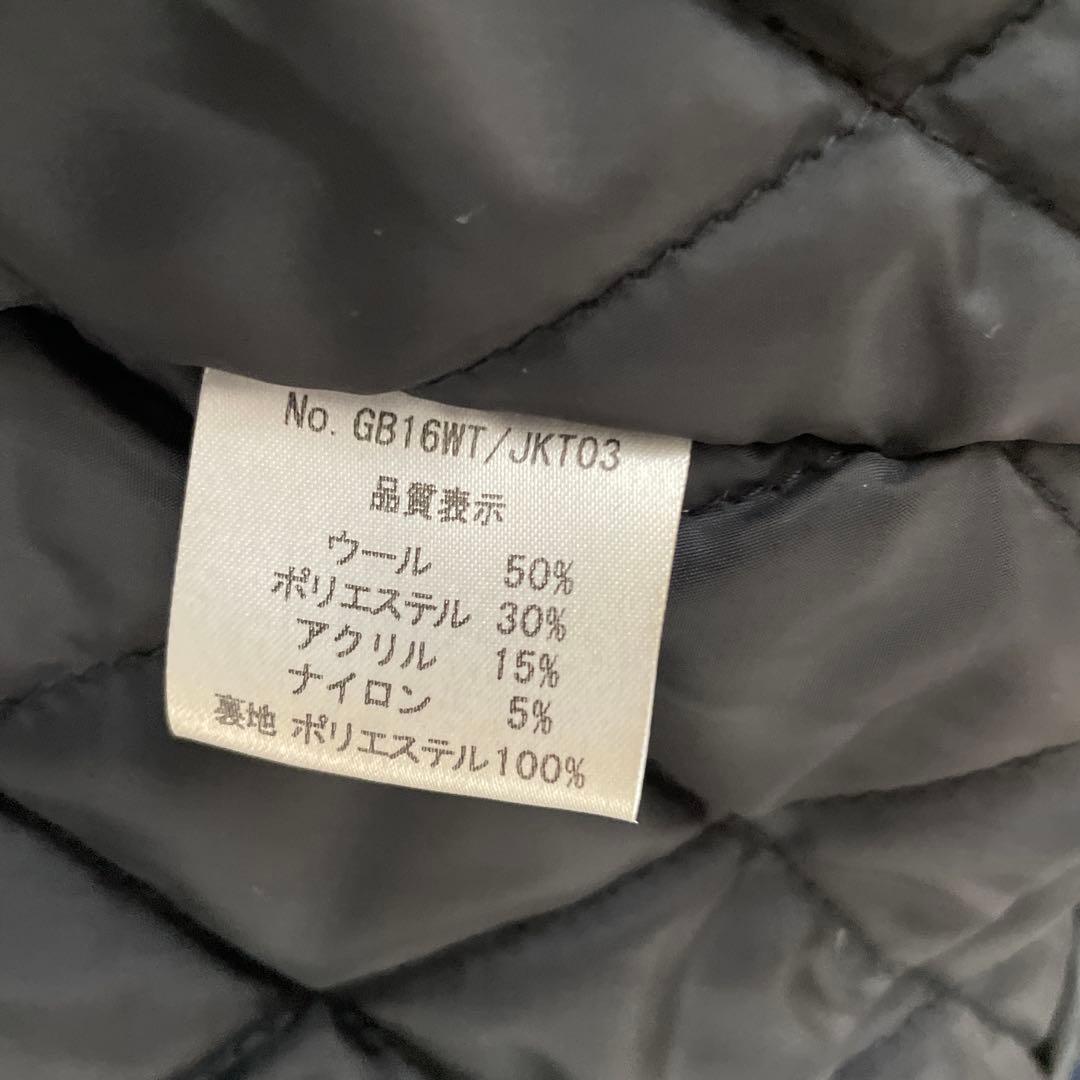 No. GB16WT/JKT03
品質表示
ウール 50%
ポリエステル 30%
アクリル 15%
ナイロン 5%
裏地 ポリエステル100%